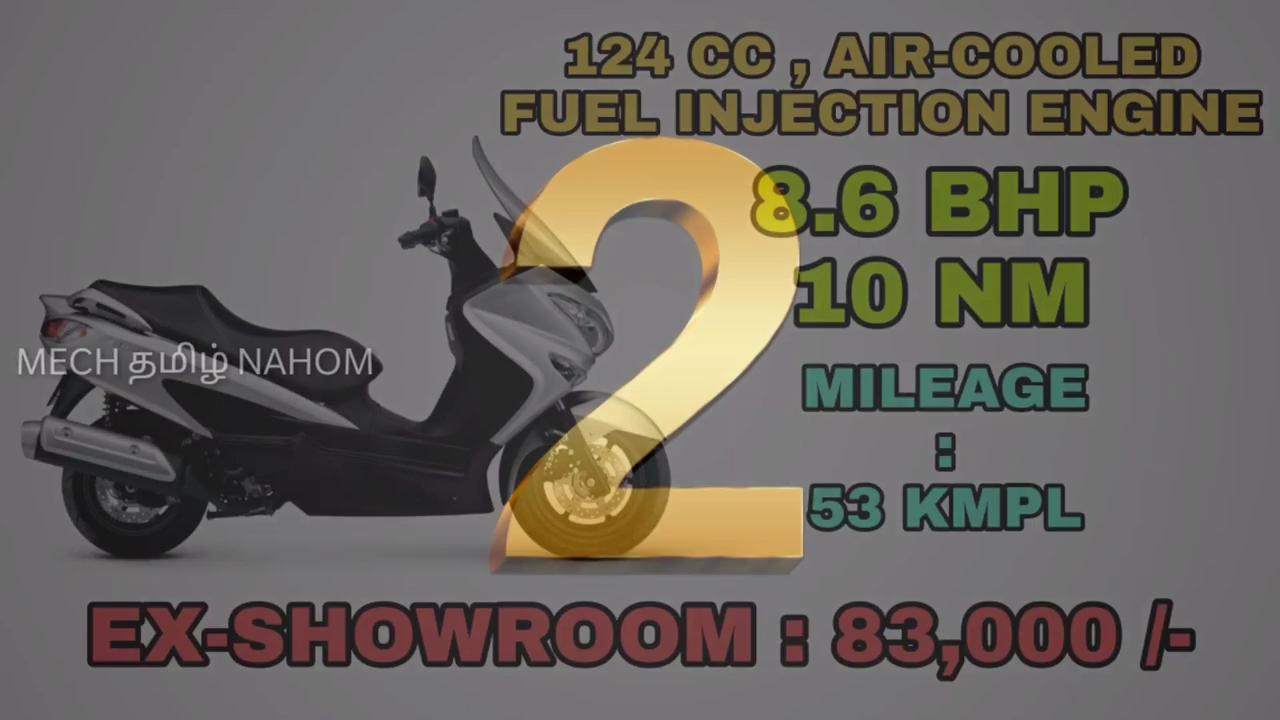 124 CC , AIR-COOLED
FUEL INJECTION ENGINE
2
8.6 BHP
10 NM
MECH தமிழ் NAHOM
MILEAGE
:
53 KMPL
EX-SHOWROOM : 83,000 /-